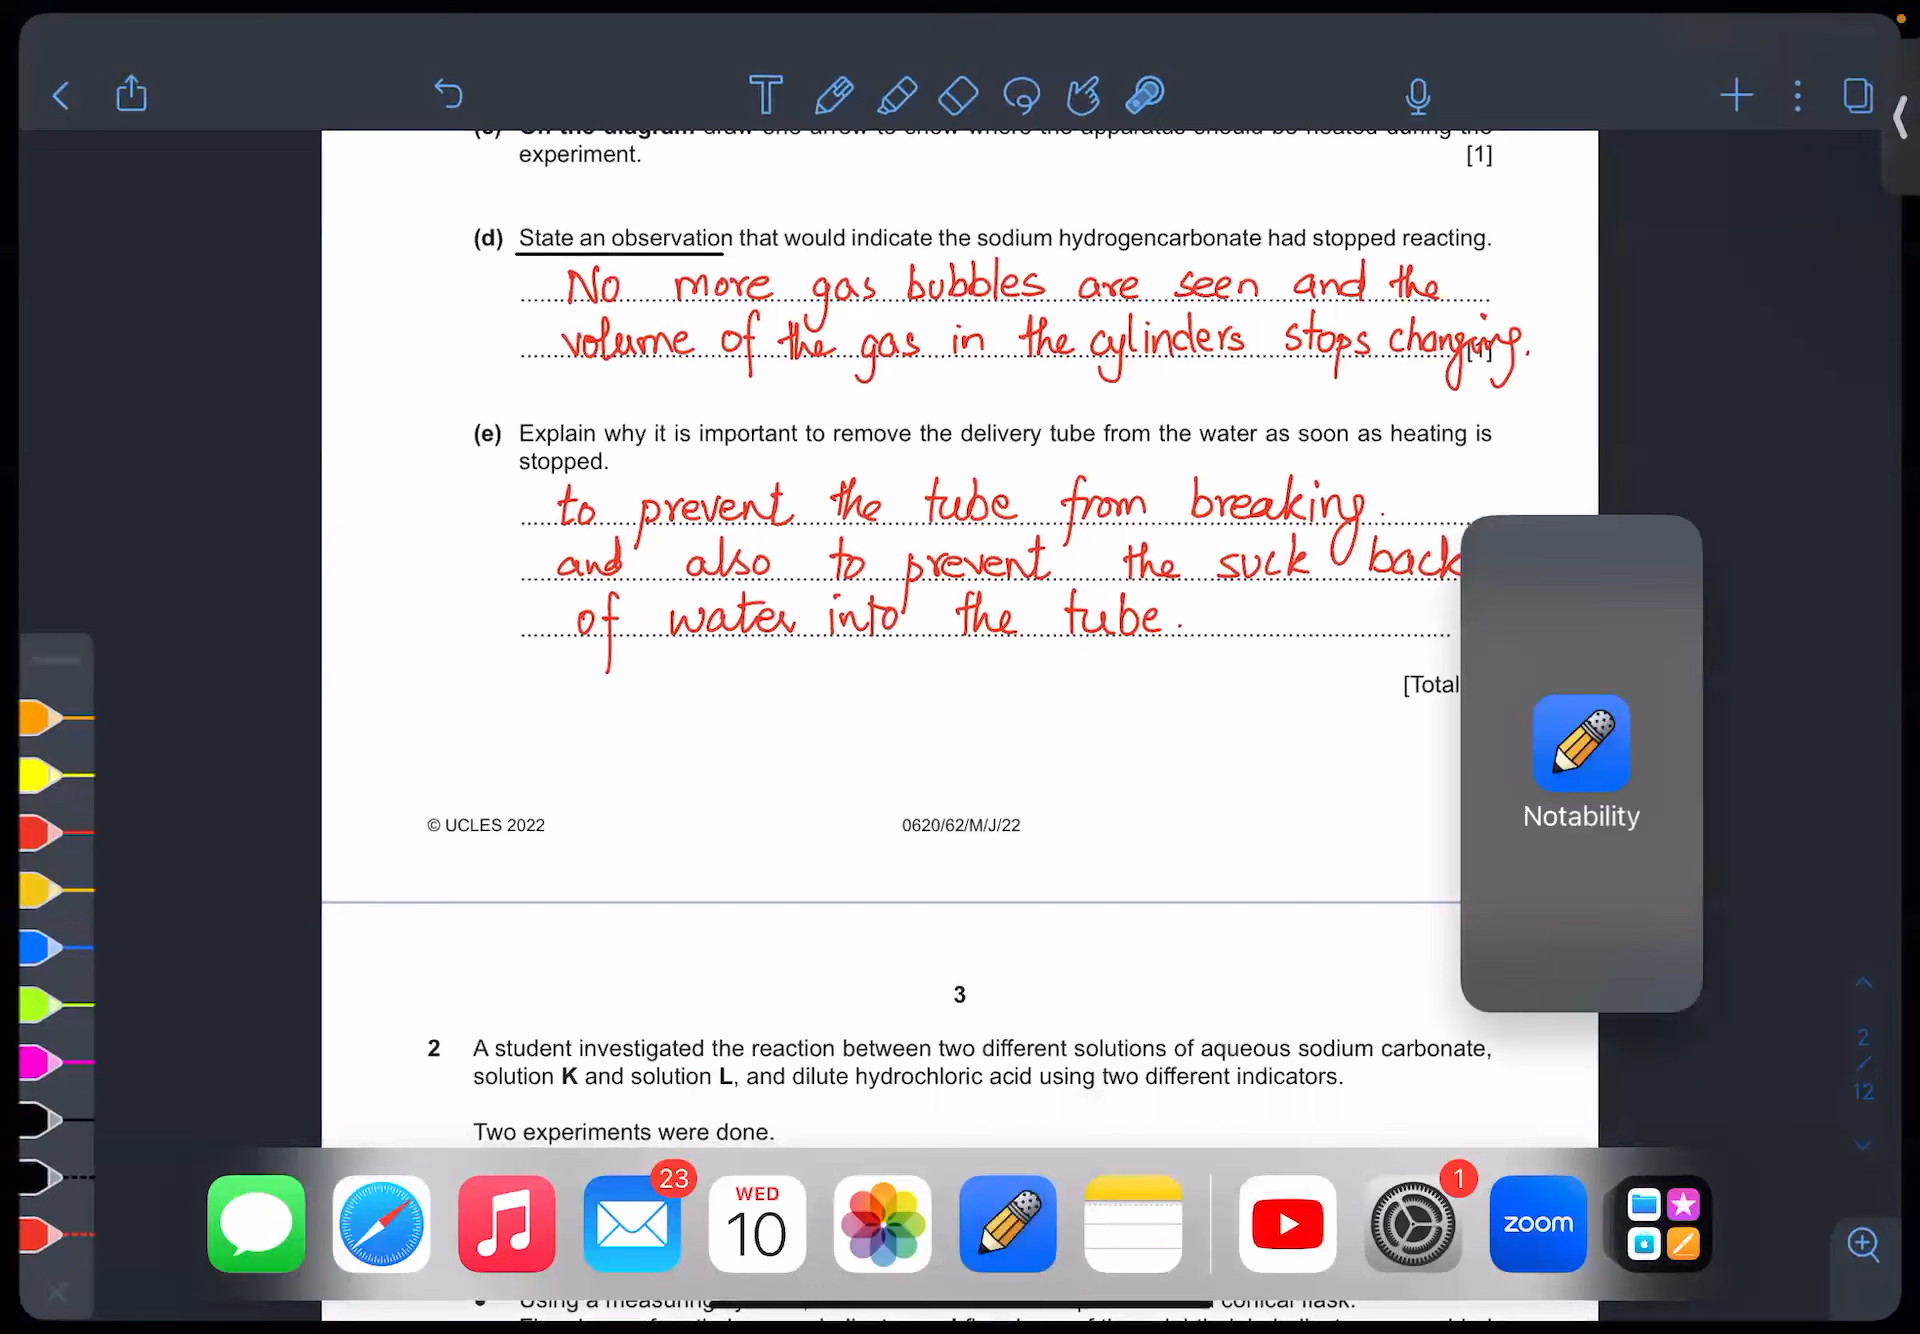 experiment. [1]
(d) State an observation that would indicate the sodium hydrogencarbonate had stopped reacting.
No more gas bubbles are seen and the
volume of the gas in the cylinders stops changing.
[1]
(e) Explain why it is important to remove the delivery tube from the water as soon as heating is
stopped.
to prevent the tube from breaking.
and also to prevent the suck back
of water into the tube.
[Total
Notability
© UCLES 2022 0620/62/M/J/22
3
2 A student investigated the reaction between two different solutions of aqueous sodium carbonate,
solution K and solution L, and dilute hydrochloric acid using two different indicators.
Two experiments were done.
2
/
12
23
WED
10
1
zoom